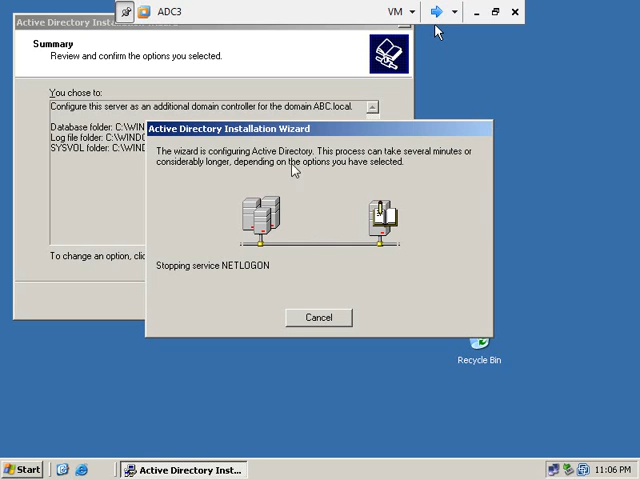 ADC3
VM
Summary
Review and confirm the options you selected.
You chose to:
Configure this server as an additional domain controller for the domain ABC.local.
Database folder: C:\WIN
Log file folder: C:\WINDO
SYSVOL folder: C:\WIND
To change an option, clic
Active Directory Installation Wizard
The wizard is configuring Active Directory. This process can take several minutes or
considerably longer, depending on the options you have selected.
Stopping service NETLOGON
Cancel
Recycle Bin
Start
Active Directory Inst...
11:06 PM